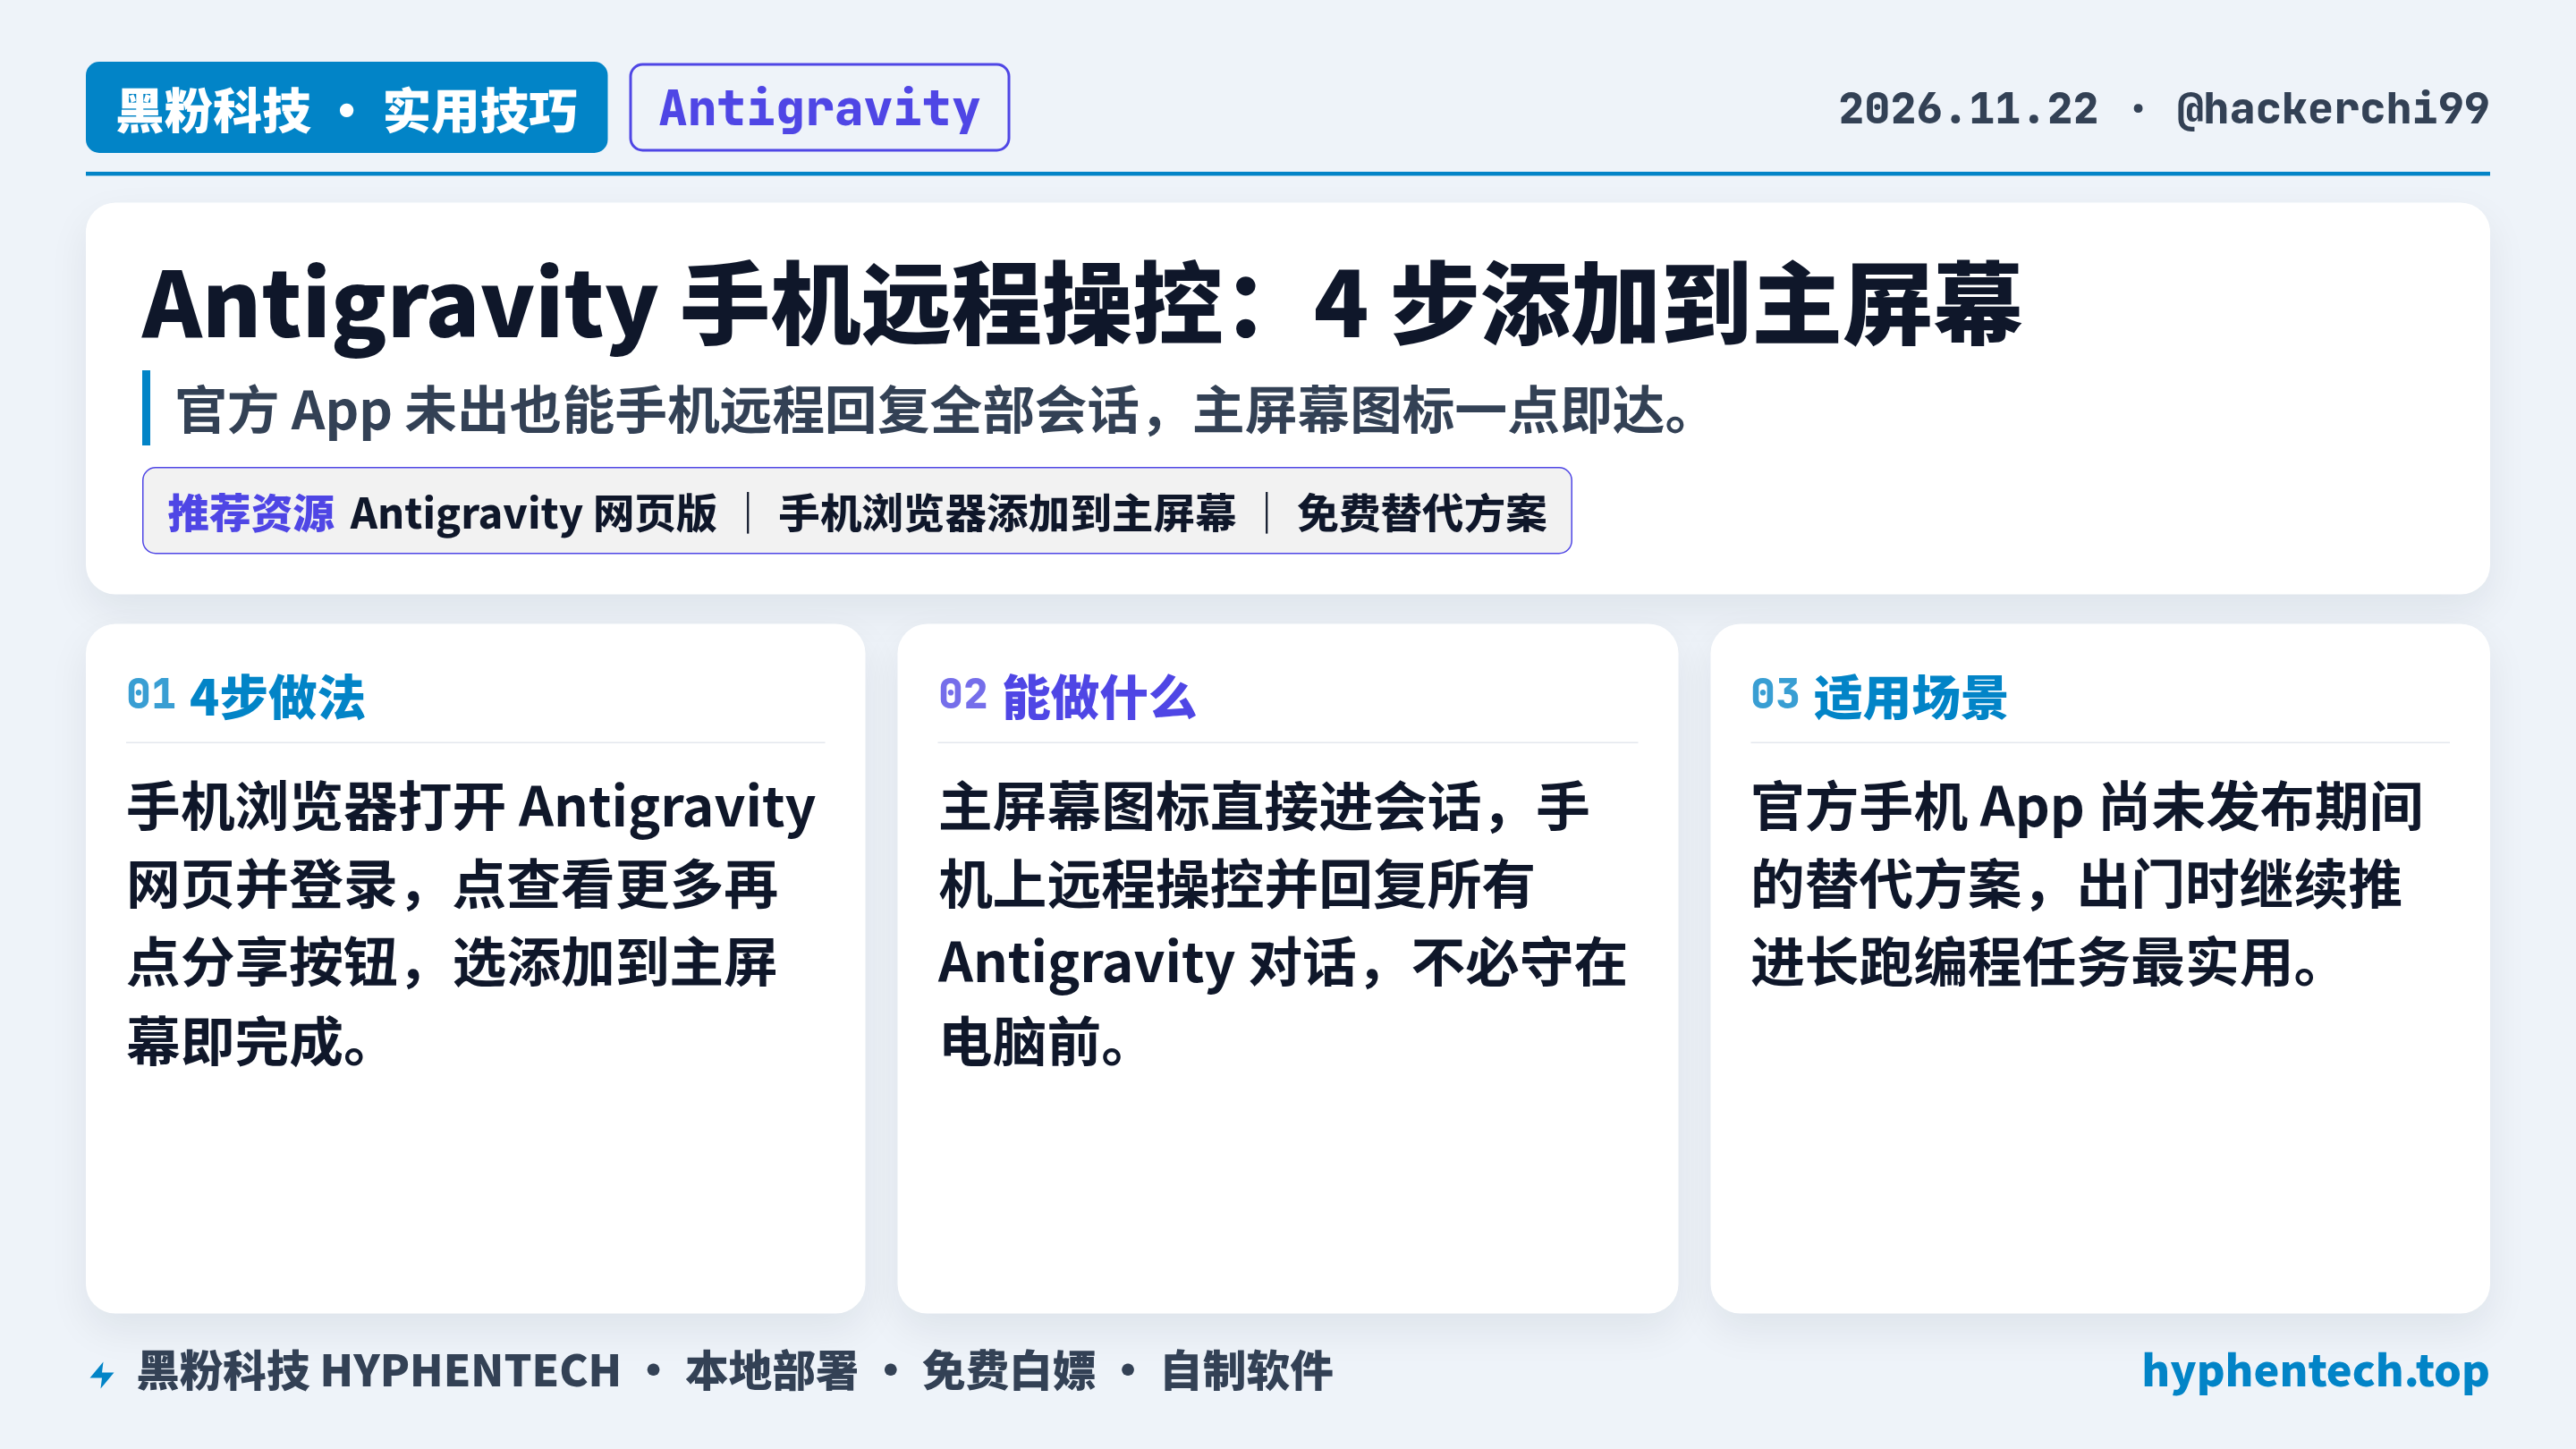 黑粉科技 · 实用技巧
Antigravity
2026.11.22 · @hackerchi99
Antigravity 手机远程操控：4 步添加到主屏幕
官方 App 未出也能手机远程回复全部会话，主屏幕图标一点即达。
推荐资源 Antigravity 网页版 ｜ 手机浏览器添加到主屏幕 ｜ 免费替代方案
01 4步做法
手机浏览器打开 Antigravity
网页并登录，点查看更多再
点分享按钮，选添加到主屏
幕即完成。
02 能做什么
主屏幕图标直接进会话，手
机上远程操控并回复所有
Antigravity 对话，不必守在
电脑前。
03 适用场景
官方手机 App 尚未发布期间
的替代方案，出门时继续推
进长跑编程任务最实用。
黑粉科技 HYPHENTECH · 本地部署 · 免费白嫖 · 自制软件
hyphentech.top